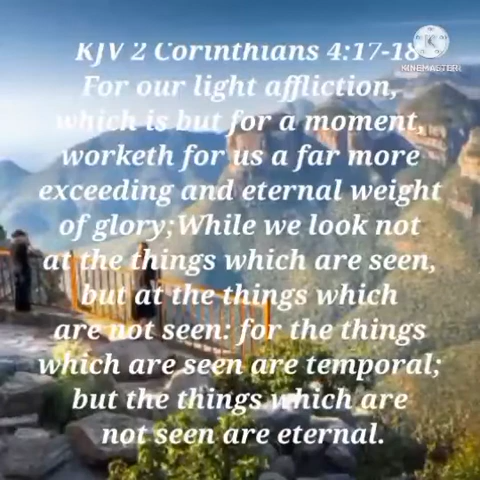 KJV 2 Corinthians 4:17-18
KINEMASTER
For our light affliction,
which is but for a moment,
worketh for us a far more
exceeding and eternal weight
of glory;While we look not
at the things which are seen,
but at the things which
are not seen: for the things
which are seen are temporal;
but the things which are
not seen are eternal.